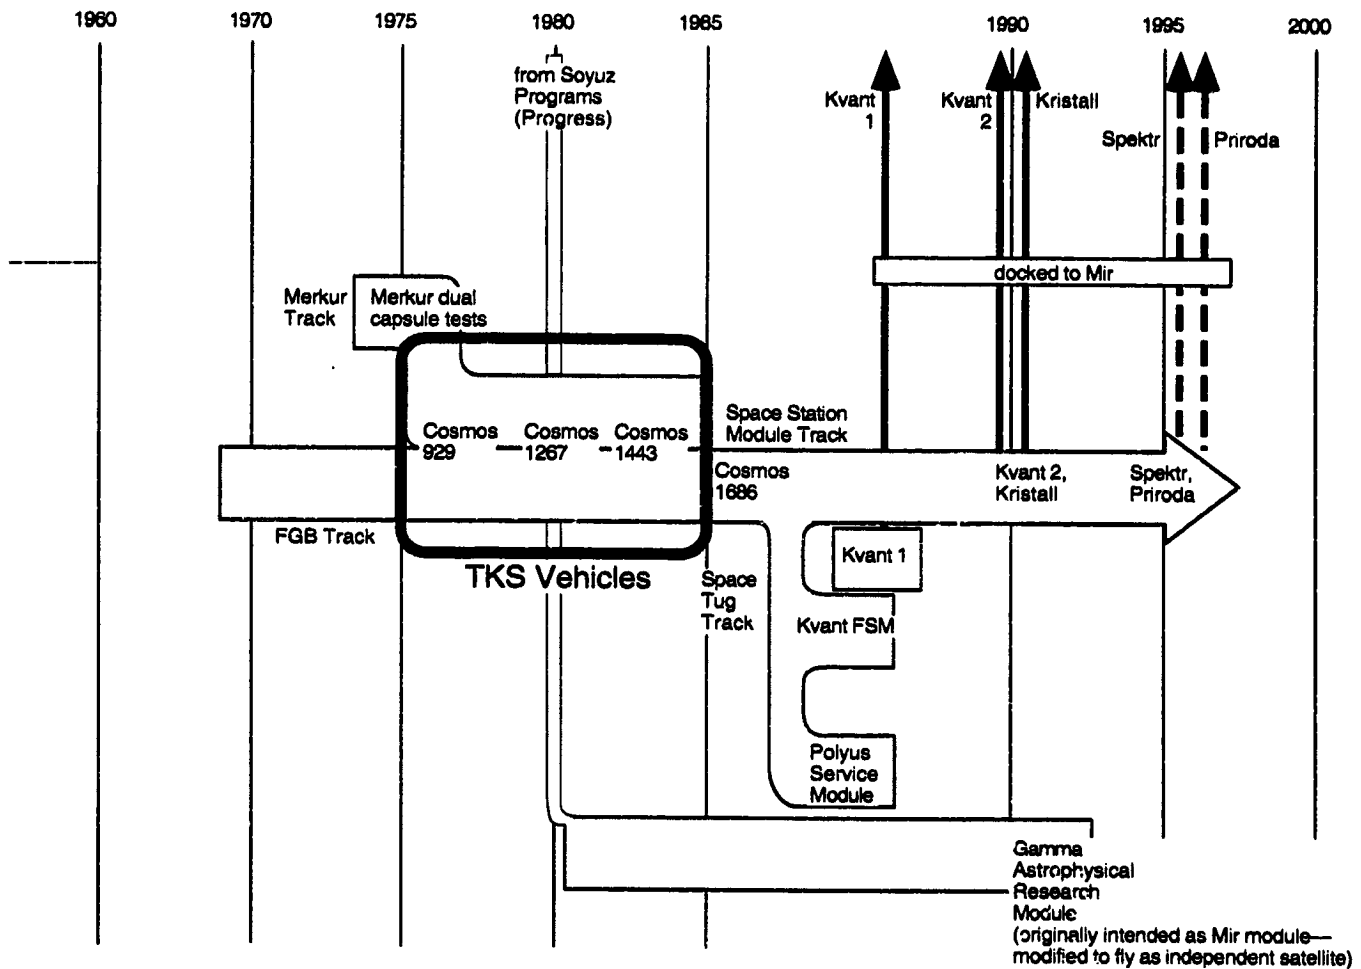 1960
1970
1975
1980
1985
1990
1995
2000
from Soyuz
Programs
(Progress)
Kvant
1
Kvant
2
Kristall
Spektr
Priroda
docked to Mir
Merkur
Track
Merkur dual
capsule tests
Cosmos
929
Cosmos
1267
Cosmos
1443
Space Station
Module Track
Cosmos
1686
Kvant 2,
Kristall
Spektr,
Priroda
FGB Track
TKS Vehicles
Space
Tug
Track
Kvant 1
Kvant FSM
Polyus
Service
Module
Gamma
Astrophysical
Research
Module
(originally intended as Mir module—
modified to fly as independent satellite)